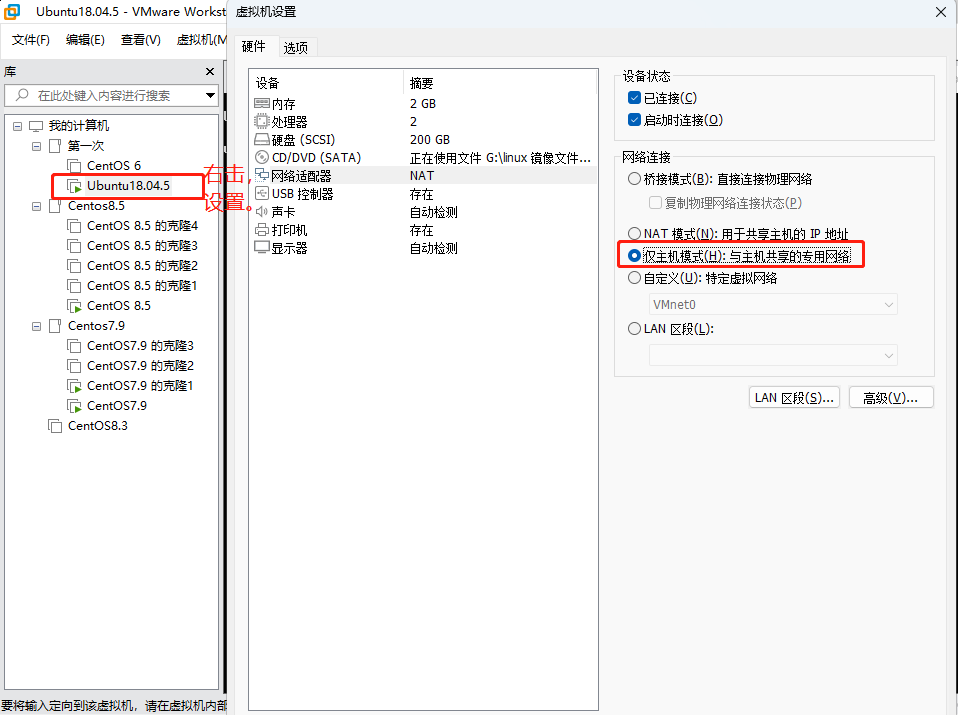 Ubuntu18.04.5 - VMware Workst
文件(F) 编辑(E) 查看(V) 虚拟机(M
库
在此处键入内容进行搜索
我的计算机
第一次
CentOS 6
Ubuntu18.04.5
Centos8.5
CentOS 8.5 的克隆4
CentOS 8.5 的克隆3
CentOS 8.5 的克隆2
CentOS 8.5 的克隆1
CentOS 8.5
Centos7.9
CentOS7.9 的克隆3
CentOS7.9 的克隆2
CentOS7.9 的克隆1
CentOS7.9
CentOS8.3
右击,
设置。
要将输入定向到该虚拟机，请在虚拟机内部
虚拟机设置
硬件 选项
设备 摘要
内存 2 GB
处理器 2
硬盘 (SCSI) 200 GB
CD/DVD (SATA) 正在使用文件 G:\linux 镜像文件...
网络适配器 NAT
USB 控制器 存在
声卡 自动检测
打印机 存在
显示器 自动检测
设备状态
已连接(C)
启动时连接(O)
网络连接
桥接模式(B): 直接连接物理网络
复制物理网络连接状态(P)
NAT 模式(N): 用于共享主机的 IP 地址
仅主机模式(H): 与主机共享的专用网络
自定义(U): 特定虚拟网络
VMnet0
LAN 区段(L):
LAN 区段(S)... 高级(V)...